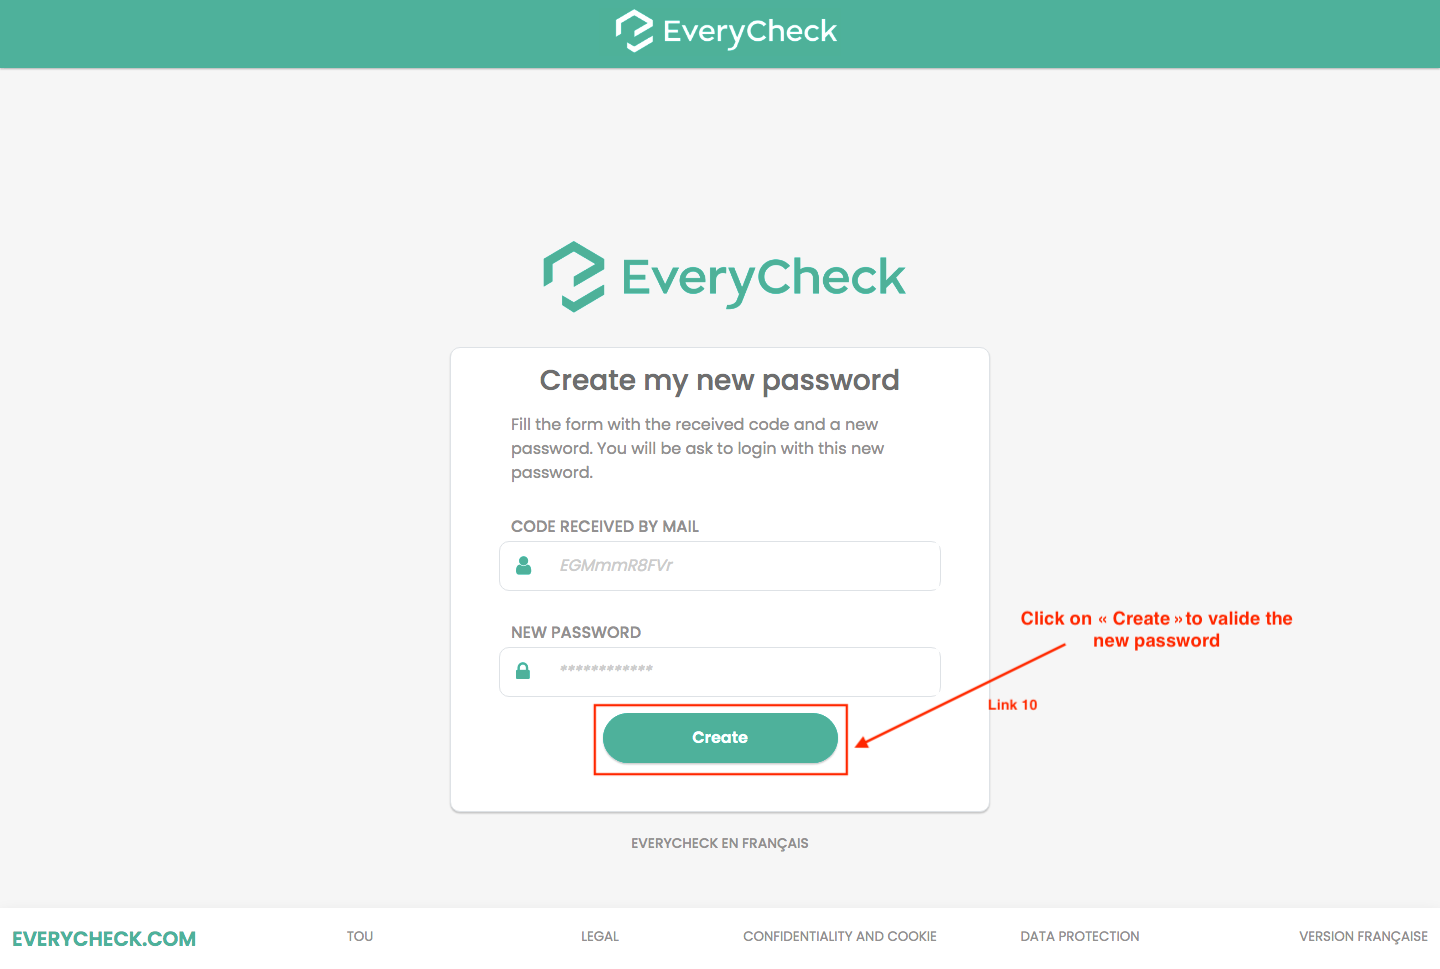 EveryCheck
EveryCheck
Create my new password
Fill the form with the received code and a new
password. You will be ask to login with this new
password.
CODE RECEIVED BY MAIL
EGMmmR8FVr
NEW PASSWORD
************
Create
Click on « Create » to valide the
new password
Link 10
EVERYCHECK EN FRANÇAIS
EVERYCHECK.COM
TOU
LEGAL
CONFIDENTIALITY AND COOKIE
DATA PROTECTION
VERSION FRANÇAISE